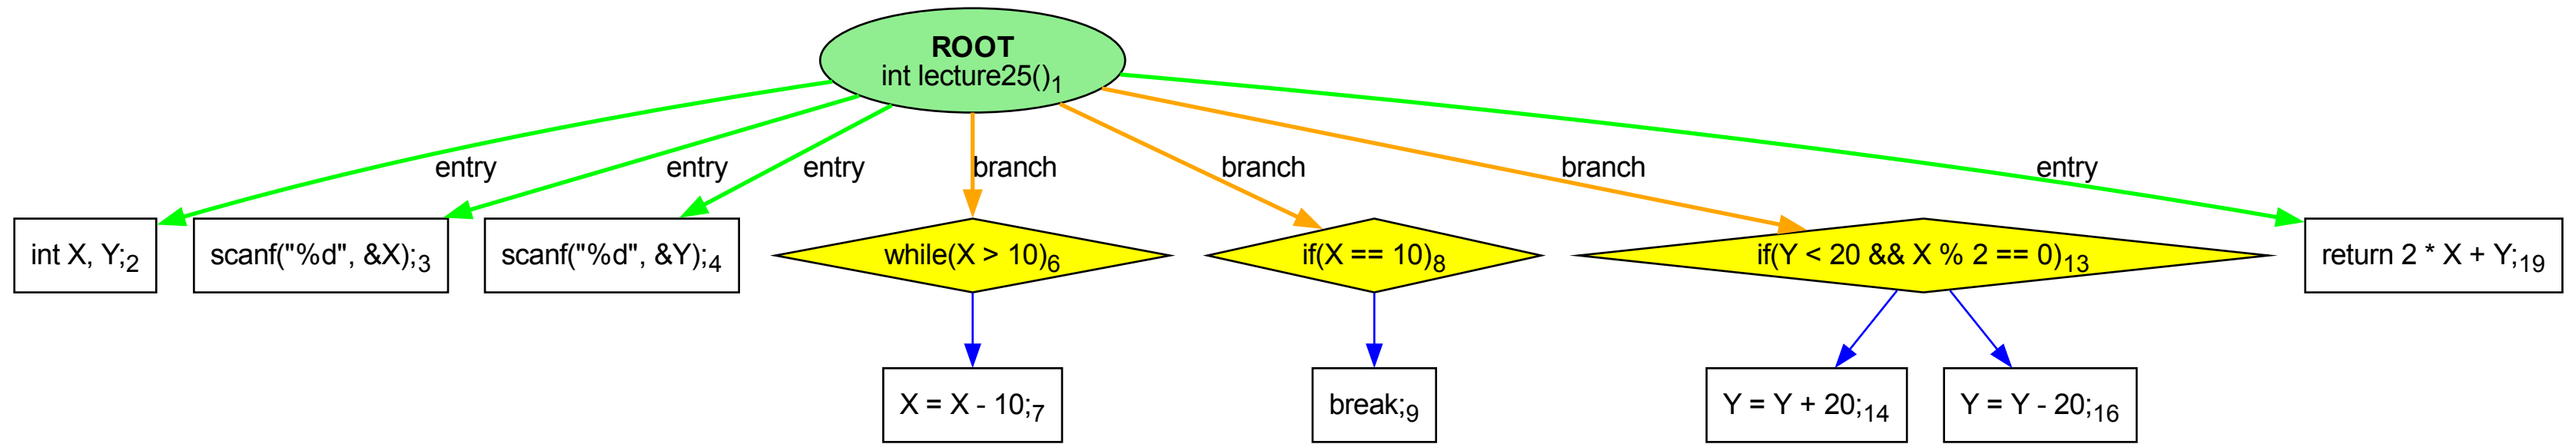 ROOT
int lecture25()1
entry
entry
entry
branch
branch
branch
entry
int X, Y;2
scanf("%d", &X);3
scanf("%d", &Y);4
while(X > 10)6
if(X == 10)8
if(Y < 20 && X % 2 == 0)13
return 2 * X + Y;19
X = X - 10;7
break;9
Y = Y + 20;14
Y = Y - 20;16